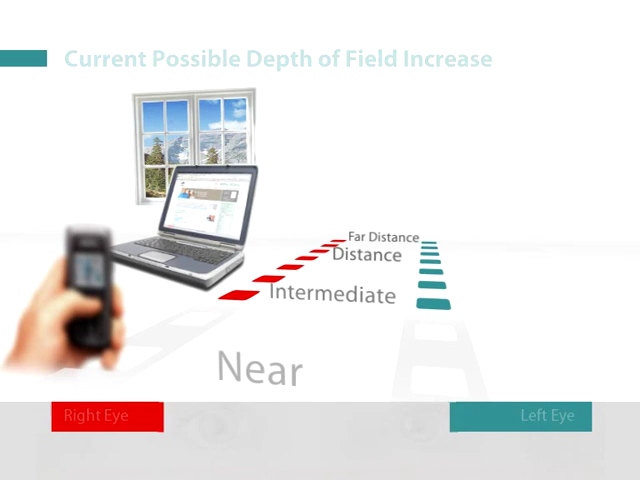 Current Possible Depth of Field Increase
Far Distance
Distance
Intermediate
Near
Right Eye
Left Eye